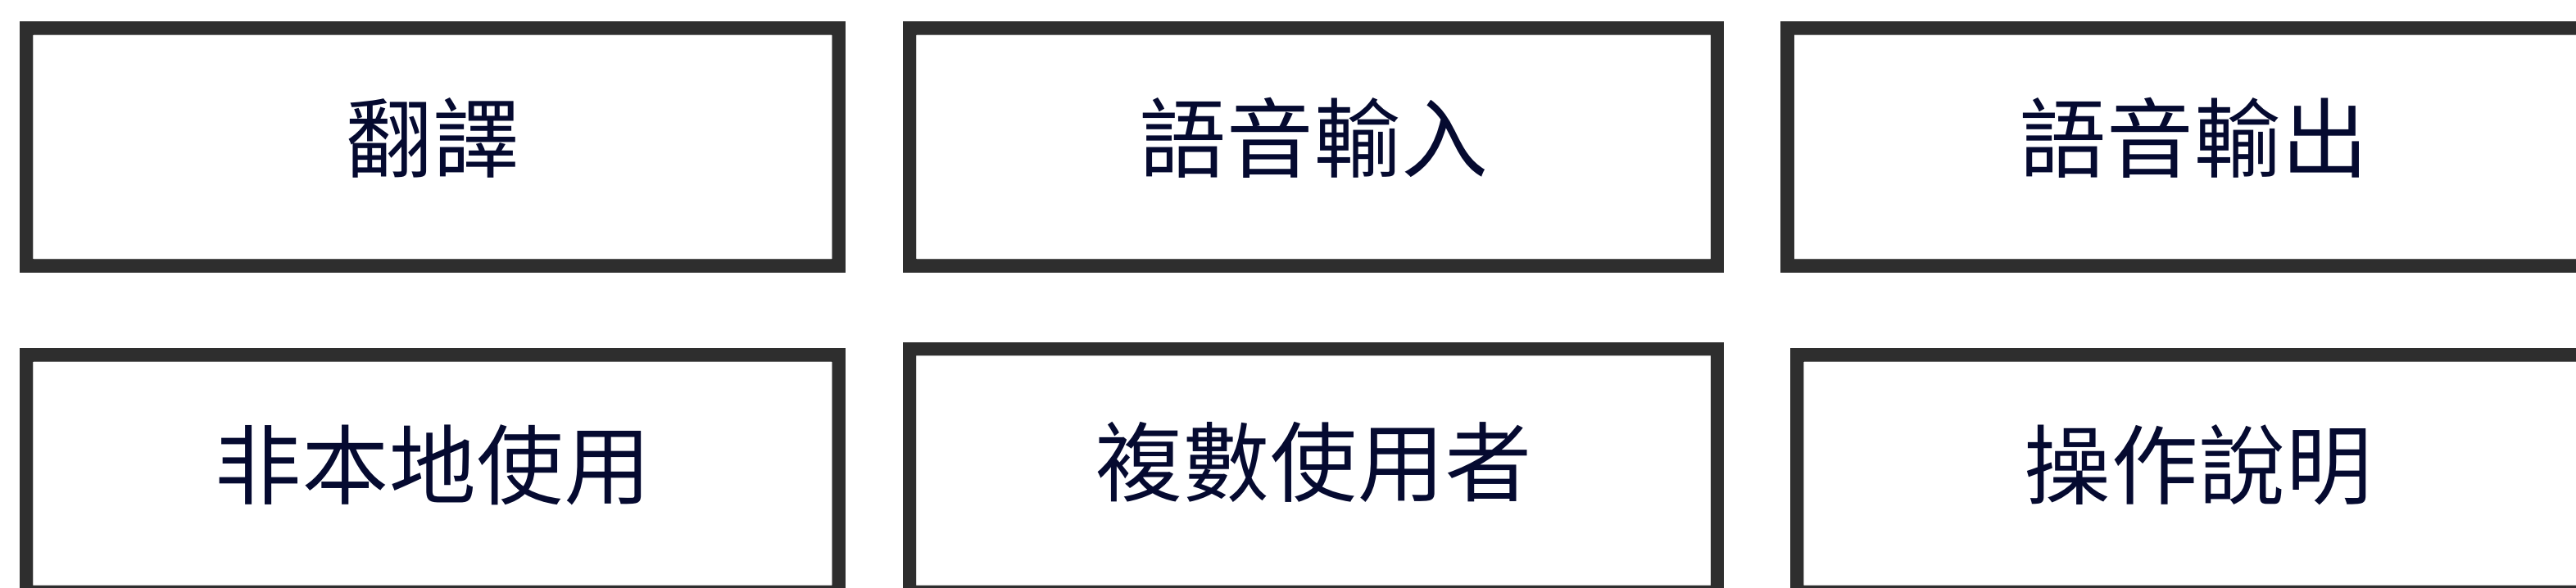 翻譯
語音輸入
語音輸出
非本地使用
複數使用者
操作說明